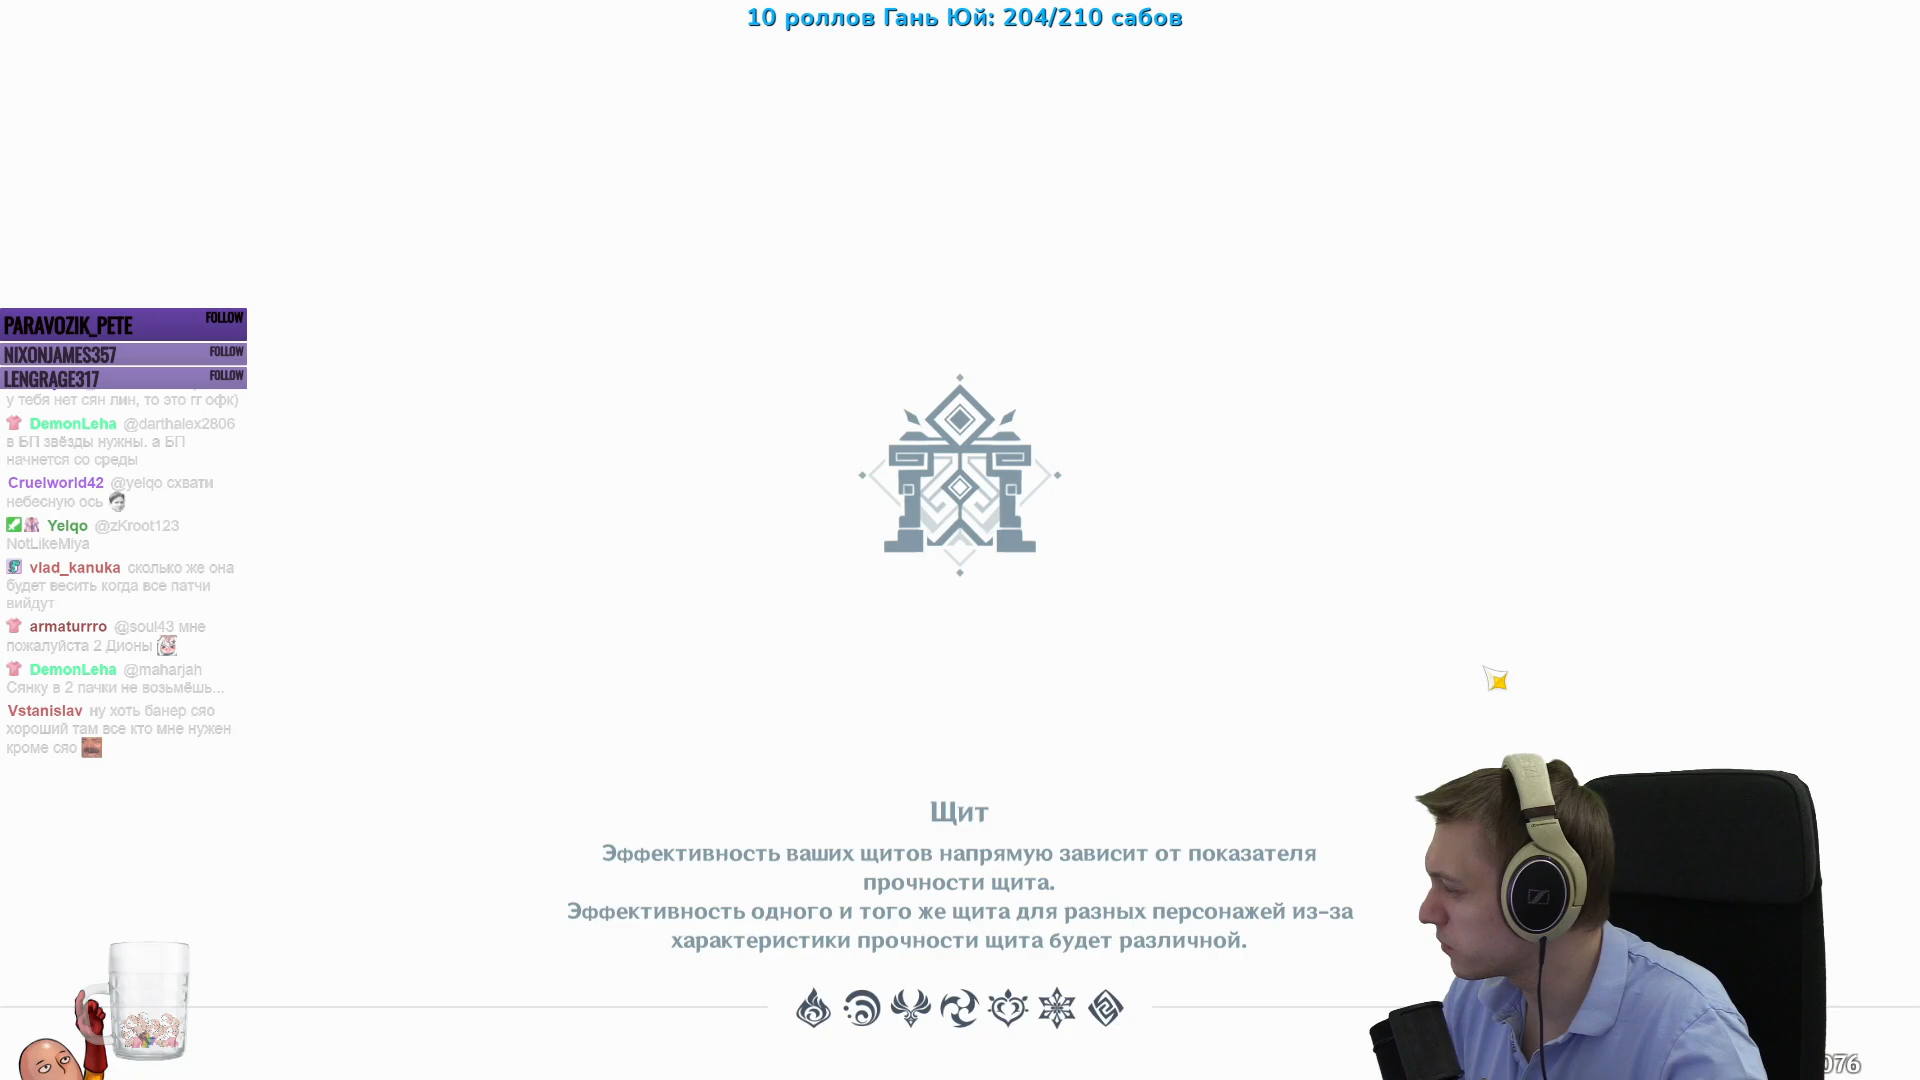 10 роллов Гань Юй: 204/210 сабов
PARAVOZIK_PETE FOLLOW
NIXONJAMES357 FOLLOW
LENGRAGE317 FOLLOW
у тебя нет сян лин, то это гг офк)
DemonLeha @darthalex2806
в БП звёзды нужны. а БП
начнется со среды
Cruelworld42 @yelqo схвати
небесную ось
Yelqo @zKroot123
NotLikeMiya
vlad_kanuka сколько же она
будет весить когда все патчи
вийдут
armaturrro @soul43 мне
пожалуйста 2 Дионы
DemonLeha @maharjah
Сянку в 2 пачки не возьмёшь...
Vstanislav ну хоть банер сяо
хороший там все кто мне нужен
кроме сяо
Щит
Эффективность ваших щитов напрямую зависит от показателя
прочности щита.
Эффективность одного и того же щита для разных персонажей из-за
характеристики прочности щита будет различной.
076